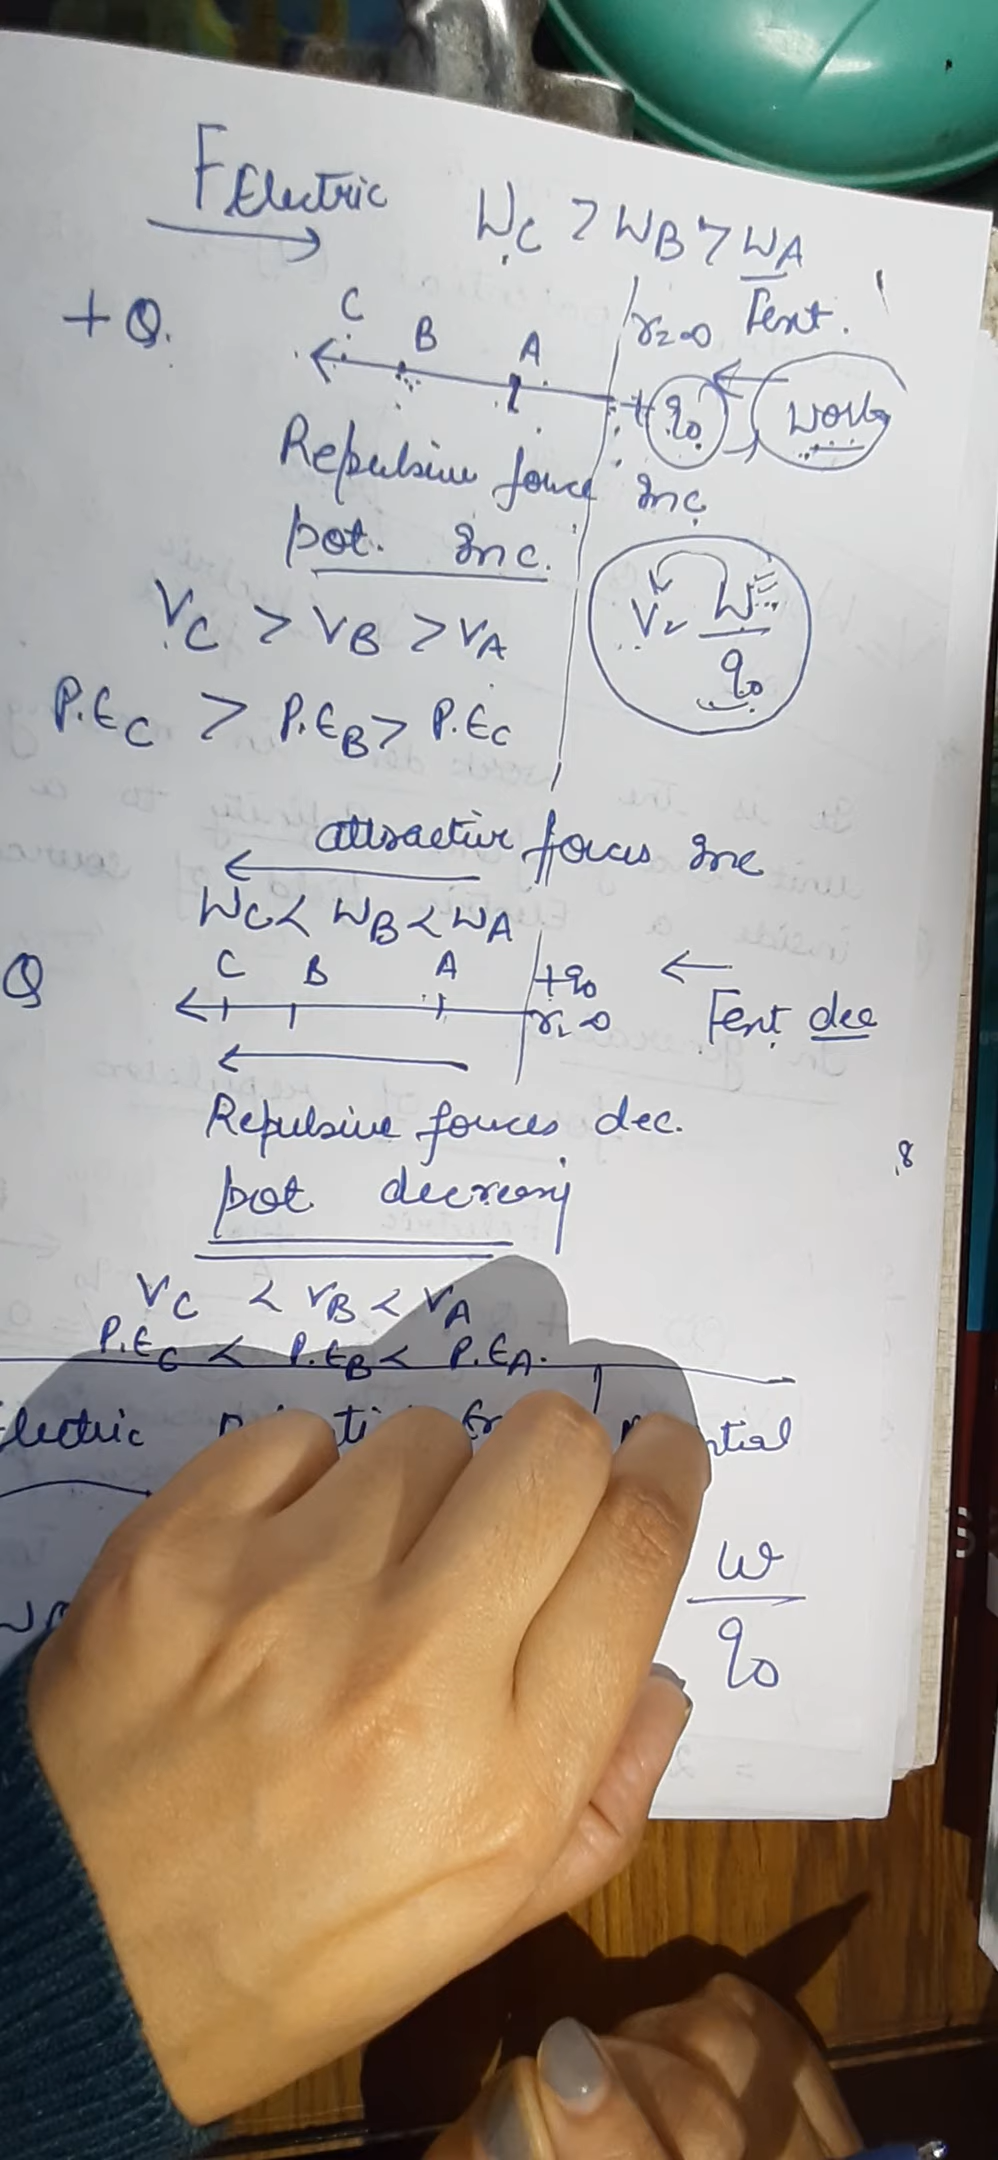 FElectric
WC > WB > WA
+Q. C B A r=∞ Fext.
+q0 work
Repulsive force Inc
pot. Inc.
V = W/q0
VC > VB > VA
P.EC > P.EB > P.EC
attractive forces Inc
WC < WB < WA
Q C B A +q0
r=∞ Fext dec
Repulsive forces dec.
pot
VC < VB < VA
P.EC < P.EB < P.EA.
Electric
W
q0